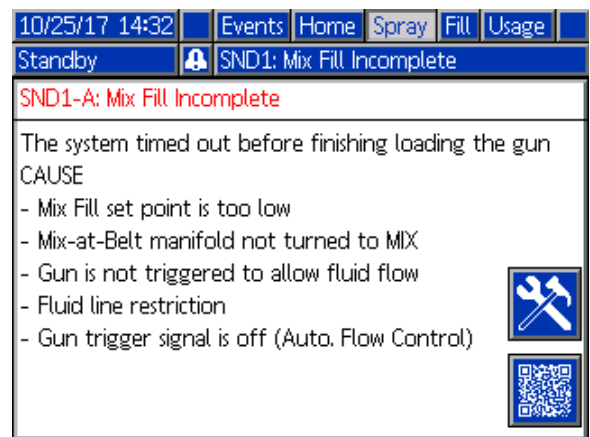 10/25/17 14:32 Events Home Spray Fill Usage
Standby SND1: Mix Fill Incomplete
SND1-A: Mix Fill Incomplete
The system timed out before finishing loading the gun
CAUSE
- Mix Fill set point is too low
- Mix-at-Belt manifold not turned to MIX
- Gun is not triggered to allow fluid flow
- Fluid line restriction
- Gun trigger signal is off (Auto. Flow Control)